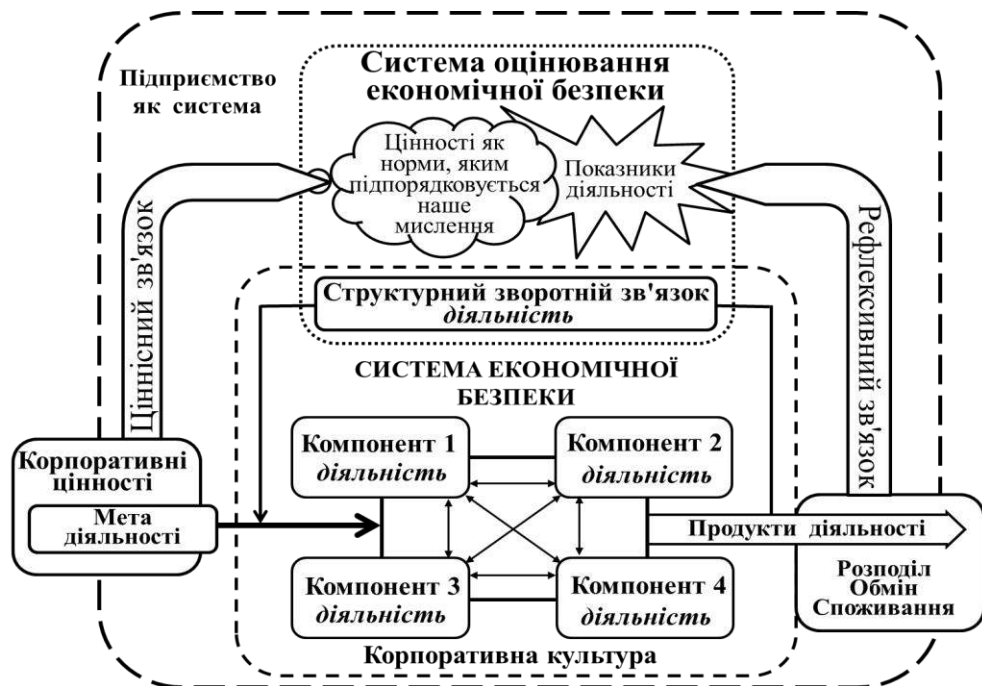 Підприємство
як система
Система оцінювання
економічної безпеки
Цінності як
норми, яким
підпорядковується
наше
мислення
Показники
діяльності
Ціннісний зв'язок
Рефлексивний зв'язок
Структурний зворотній зв'язок
діяльність
СИСТЕМА ЕКОНОМІЧНОЇ
БЕЗПЕКИ
Компонент 1
діяльність
Компонент 2
діяльність
Корпоративні
цінності
Мета
діяльності
Продукти діяльності
Компонент 3
діяльність
Компонент 4
діяльність
Розподіл
Обмін
Споживання
Корпоративна культура